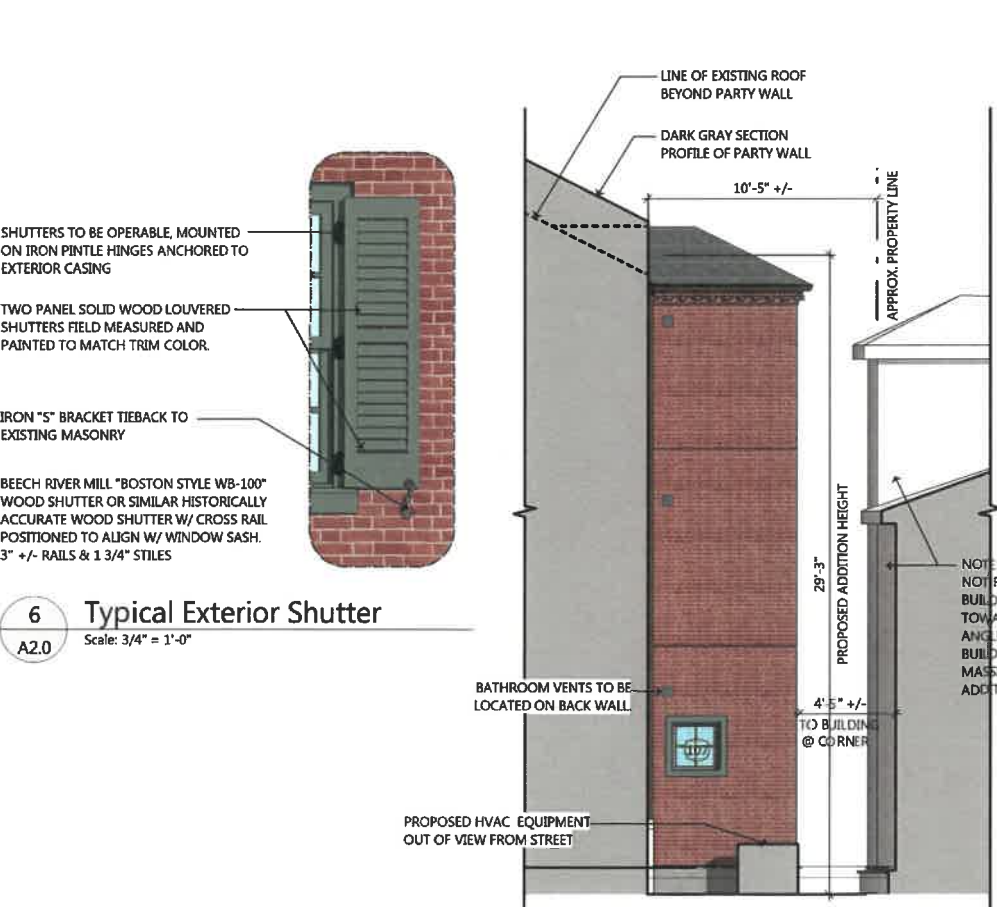 LINE OF EXISTING ROOF
BEYOND PARTY WALL
DARK GRAY SECTION
PROFILE OF PARTY WALL
10'-5" +/-
APPROX. PROPERTY LINE
SHUTTERS TO BE OPERABLE, MOUNTED
ON IRON PINTLE HINGES ANCHORED TO
EXTERIOR CASING
TWO PANEL SOLID WOOD LOUVERED
SHUTTERS FIELD MEASURED AND
PAINTED TO MATCH TRIM COLOR.
IRON "S" BRACKET TIEBACK TO
EXISTING MASONRY
BEECH RIVER MILL "BOSTON STYLE WB-100"
WOOD SHUTTER OR SIMILAR HISTORICALLY
ACCURATE WOOD SHUTTER W/ CROSS RAIL
POSITIONED TO ALIGN W/ WINDOW SASH.
3" +/- RAILS & 1 3/4" STILES
6
A2.0
Typical Exterior Shutter
Scale: 3/4" = 1'-0"
29'-3"
PROPOSED ADDITION HEIGHT
BATHROOM VENTS TO BE
LOCATED ON BACK WALL.
4'-5" +/-
TO BUILDING
@ CORNER
107
PROPOSED HVAC EQUIPMENT
OUT OF VIEW FROM STREET
NOTE
NOT